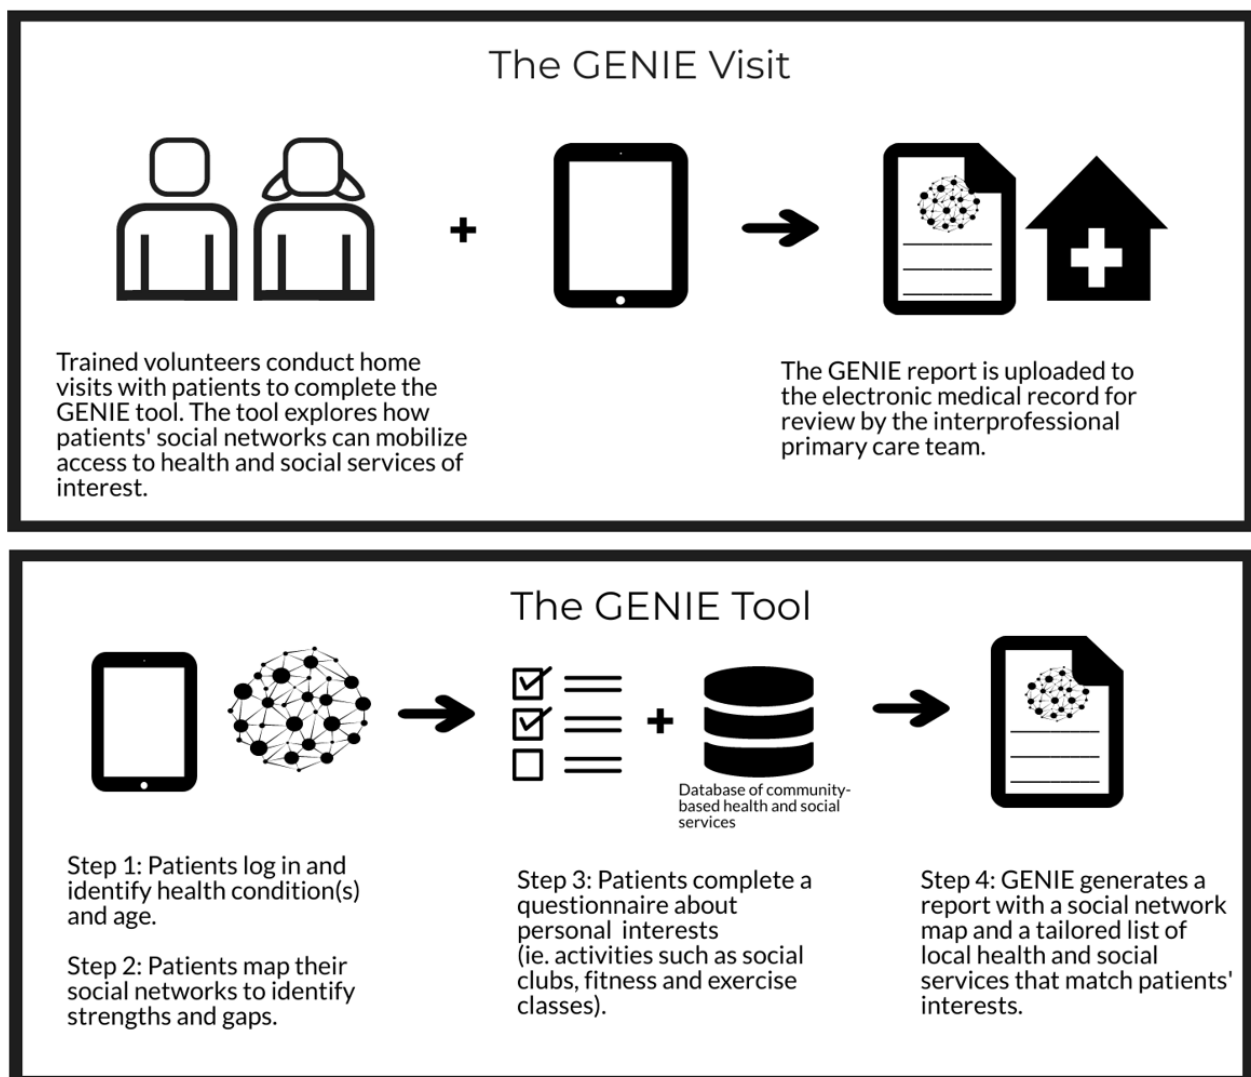 The GENIE Visit
Trained volunteers conduct home
visits with patients to complete the
GENIE tool. The tool explores how
patients' social networks can mobilize
access to health and social services of
interest.
The GENIE report is uploaded to
the electronic medical record for
review by the interprofessional
primary care team.
The GENIE Tool
Database of community-
based health and social
services
Step 1: Patients log in and
identify health condition(s)
and age.
Step 2: Patients map their
social networks to identify
strengths and gaps.
Step 3: Patients complete a
questionnaire about
personal interests
(ie. activities such as social
clubs, fitness and exercise
classes).
Step 4: GENIE generates a
report with a social network
map and a tailored list of
local health and social
services that match patients'
interests.